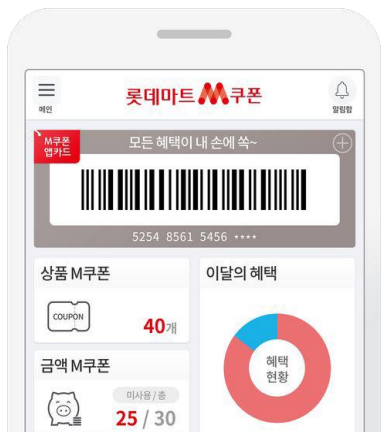 메인
롯데마트 M쿠폰
알림함
M쿠폰
앱카드
모든 혜택이 내 손에 쏙~
5254 8561 5456 ****
상품 M쿠폰
COUPON
40개
이달의 혜택
혜택
현황
금액 M쿠폰
미사용/총
25 / 30